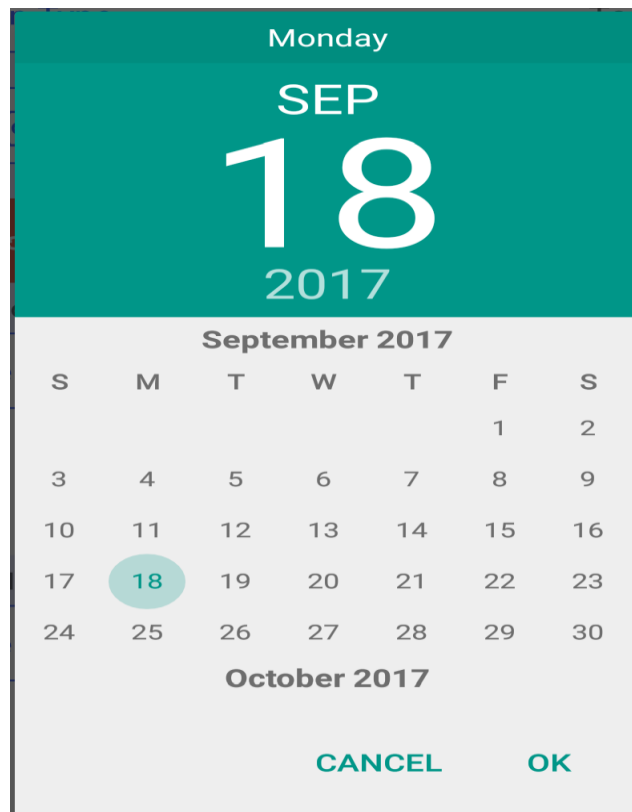 Monday
SEP
18
2017
September 2017
S M T W T F S
1 2
3 4 5 6 7 8 9
10 11 12 13 14 15 16
17 18 19 20 21 22 23
24 25 26 27 28 29 30
October 2017
CANCEL OK